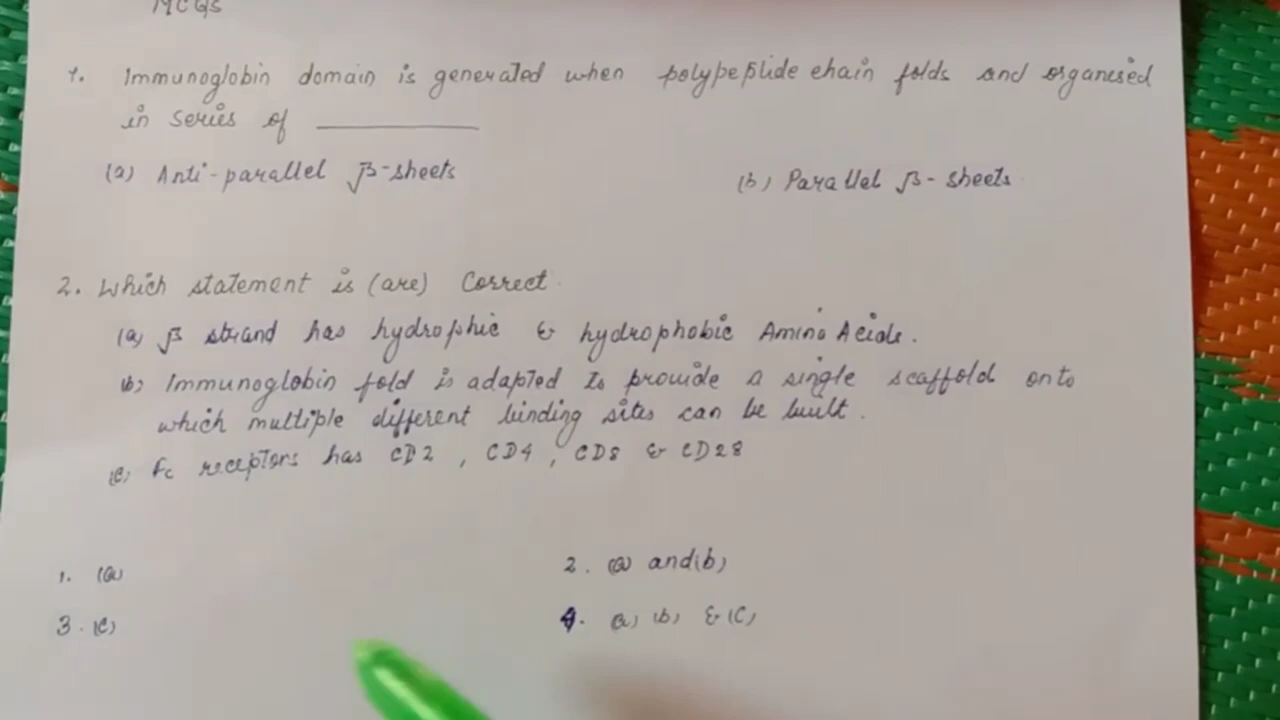 MCQs
1. Immunoglobin domain is generated when polypeptide chain folds and organised
in series of __________
(a) Anti-parallel β-sheets (b) Parallel β-sheets
2. Which statement is (are) Correct.
(a) β strand has hydrophic & hydrophobic Amino Acids.
(b) Immunoglobin fold is adapted to provide a single scaffold onto
which multiple different binding sites can be built.
(c) Fc receptors has CD2, CD4, CD8 & CD28
1. (a) 2. (a) and (b)
3. (c) 4. (a) (b) & (c)